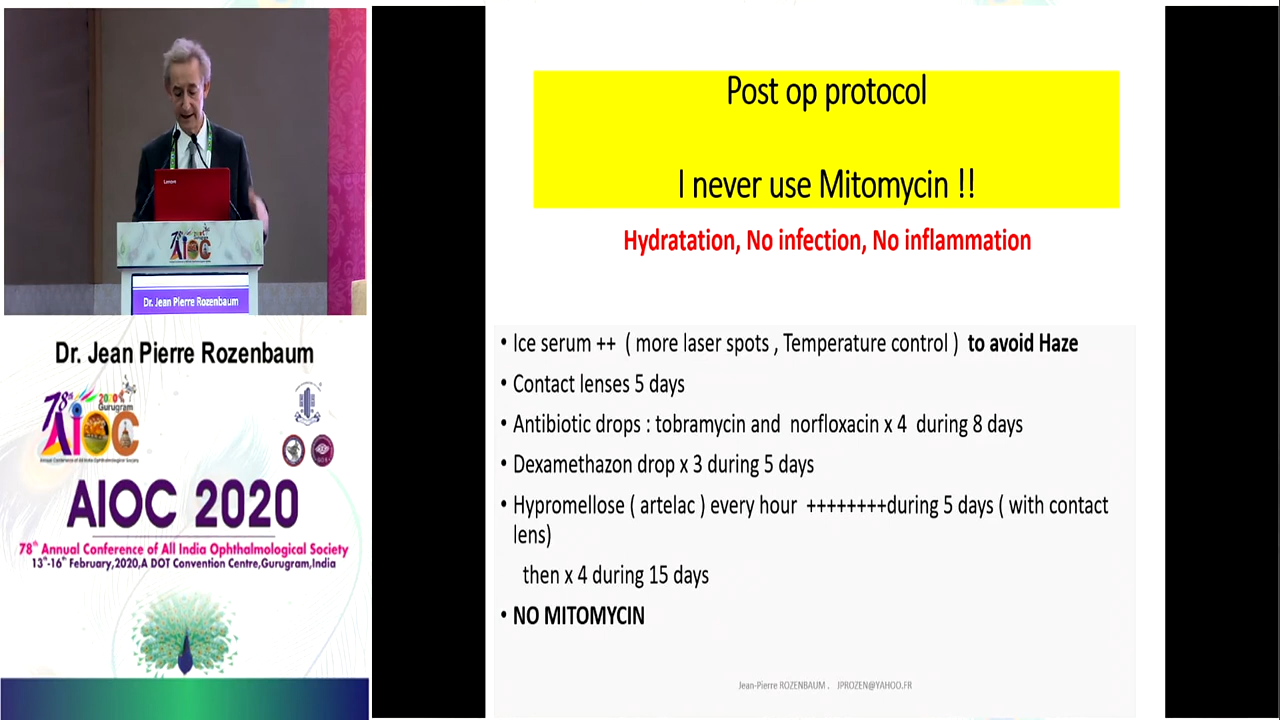 Lenovo
AIOC
Dr. Jean Pierre Rozenbaum
Dr. Jean Pierre Rozenbaum
78th 2020
Gurugram
AIOC
AIOC 2020
78th Annual Conference of All India Ophthalmological Society
13th-16th February,2020,A DOT Convention Centre,Gurugram,India
Post op protocol
I never use Mitomycin !!
Hydratation, No infection, No inflammation
• Ice serum ++ ( more laser spots , Temperature control ) to avoid Haze
• Contact lenses 5 days
• Antibiotic drops : tobramycin and norfloxacin x 4 during 8 days
• Dexamethazon drop x 3 during 5 days
• Hypromellose ( artelac ) every hour ++++++++during 5 days ( with contact
lens)
then x 4 during 15 days
• NO MITOMYCIN
Jean-Pierre ROZENBAUM . JPROZEN@YAHOO.FR